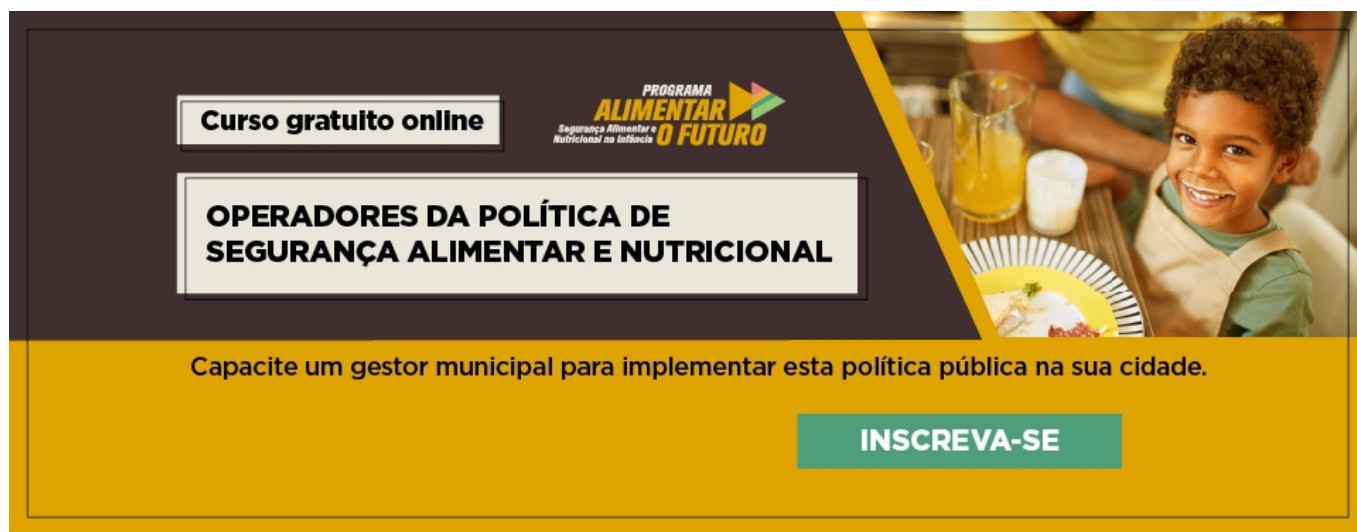 Curso gratuito online
PROGRAMA
ALIMENTAR
Segurança Alimentar e
Nutricional na Infância O FUTURO
OPERADORES DA POLÍTICA DE
SEGURANÇA ALIMENTAR E NUTRICIONAL
Capacite um gestor municipal para implementar esta política pública na sua cidade.
INSCREVA-SE